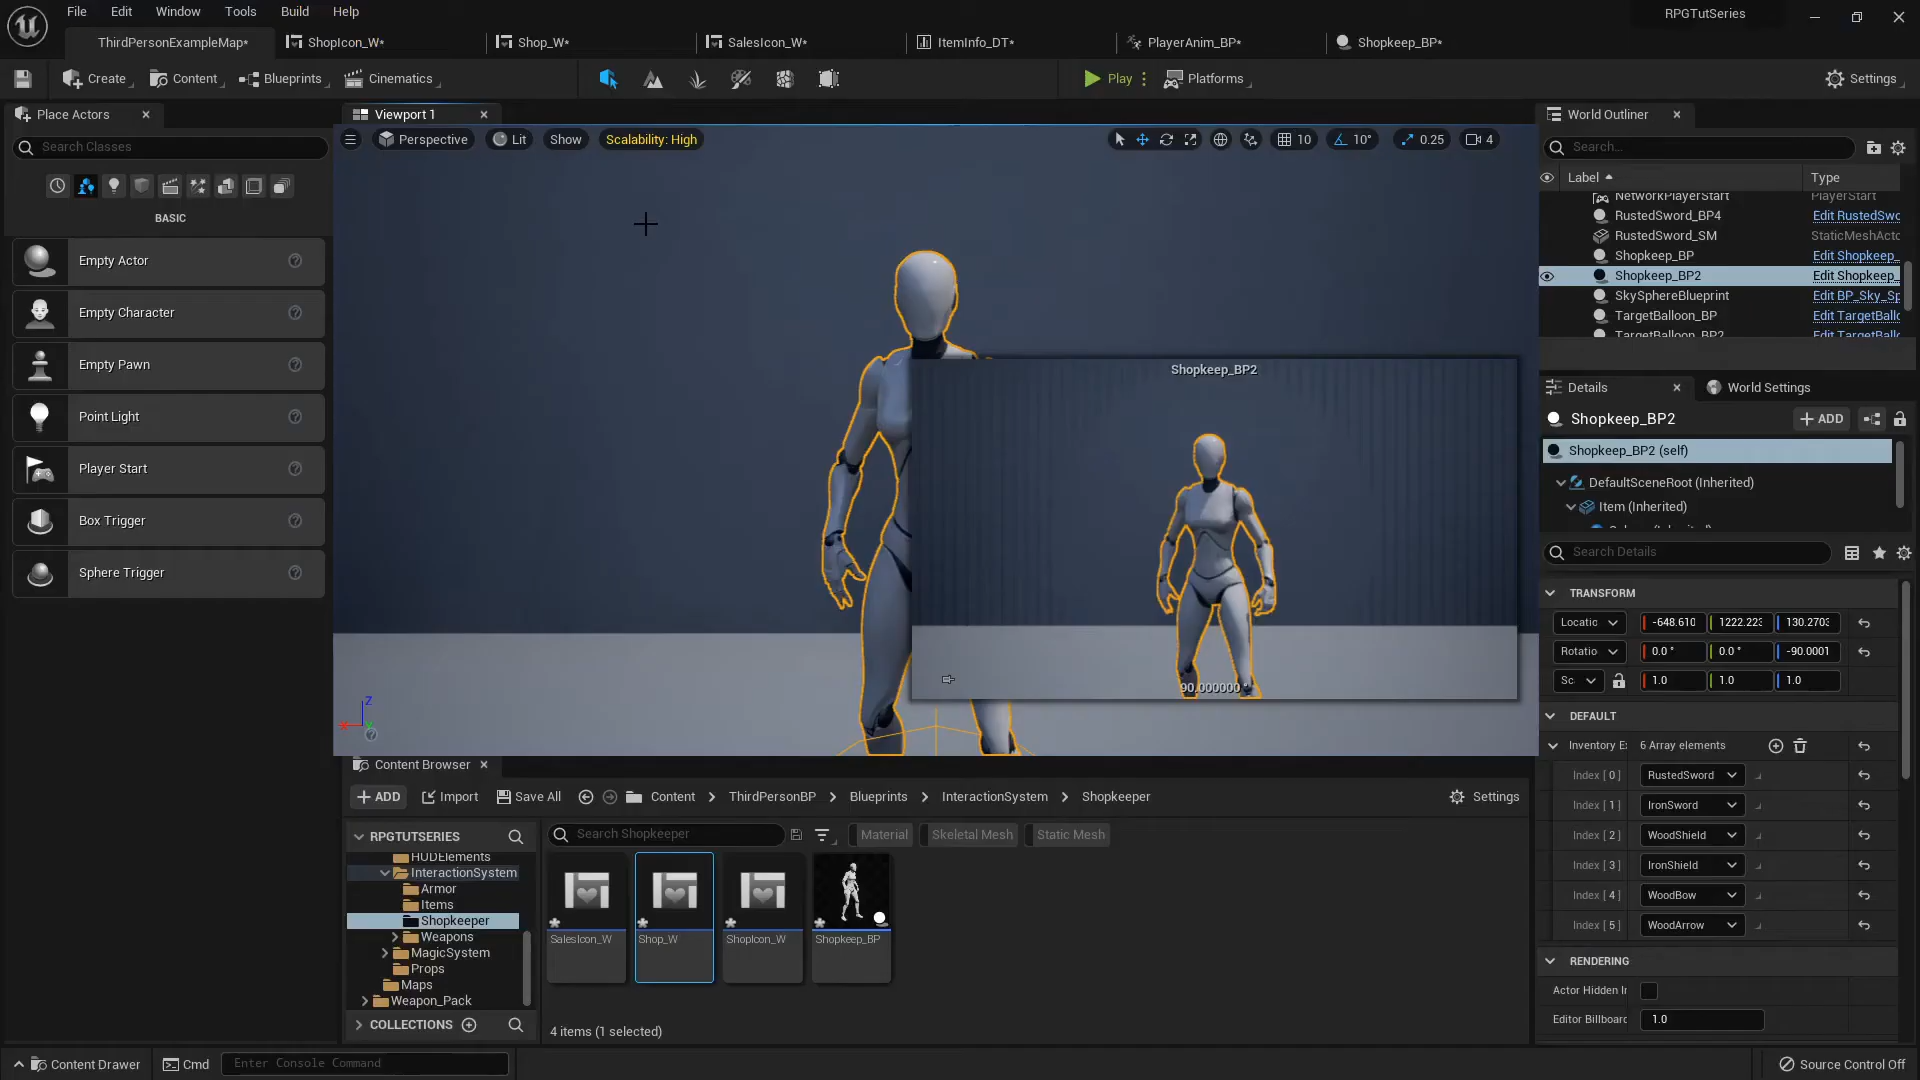 File Edit Window Tools Build Help
RPGTutSeries
ThirdPersonExampleMap* ShopIcon_W* Shop_W* SalesIcon_W* ItemInfo_DT* PlayerAnim_BP* Shopkeep_BP*
Create Content Blueprints Cinematics Play Platforms Settings
Place Actors
Search Classes
BASIC
Empty Actor
Empty Character
Empty Pawn
Point Light
Player Start
Box Trigger
Sphere Trigger
Viewport 1
Perspective Lit Show Scalability: High 10 10° 0.25 4
Shopkeep_BP2
90.000000 °
Z
World Outliner
Search...
Label Type
NetworkPlayerStart PlayerStart
RustedSword_BP4 Edit RustedSwo
RustedSword_SM StaticMeshActo
Shopkeep_BP Edit Shopkeep_
Shopkeep_BP2 Edit Shopkeep_
SkySphereBlueprint Edit BP_Sky_Sp
TargetBalloon_BP Edit TargetBallo
TargetBalloon_BP2 Edit TargetBallo
Details World Settings
Shopkeep_BP2 ADD
Shopkeep_BP2 (self)
DefaultSceneRoot (Inherited)
Item (Inherited)
Search Details
TRANSFORM
Locatio -648.610 1222.223 130.2703
Rotatio 0.0 ° 0.0 ° -90.0001
Sc 1.0 1.0 1.0
DEFAULT
Inventory E 6 Array elements
Index [ 0 ] RustedSword
Index [ 1 ] IronSword
Index [ 2 ] WoodShield
Index [ 3 ] IronShield
Index [ 4 ] WoodBow
Index [ 5 ] WoodArrow
RENDERING
Actor Hidden In
Editor Billboard 1.0
Content Browser
ADD Import Save All Content ThirdPersonBP Blueprints InteractionSystem Shopkeeper Settings
RPGTUTSERIES
HUDElements
InteractionSystem
Armor
Items
Shopkeeper
Weapons
MagicSystem
Props
Maps
Weapon_Pack
COLLECTIONS
Search Shopkeeper Material Skeletal Mesh Static Mesh
SalesIcon_W Shop_W ShopIcon_W Shopkeep_BP
4 items (1 selected)
Content Drawer Cmd Enter Console Command Source Control Off